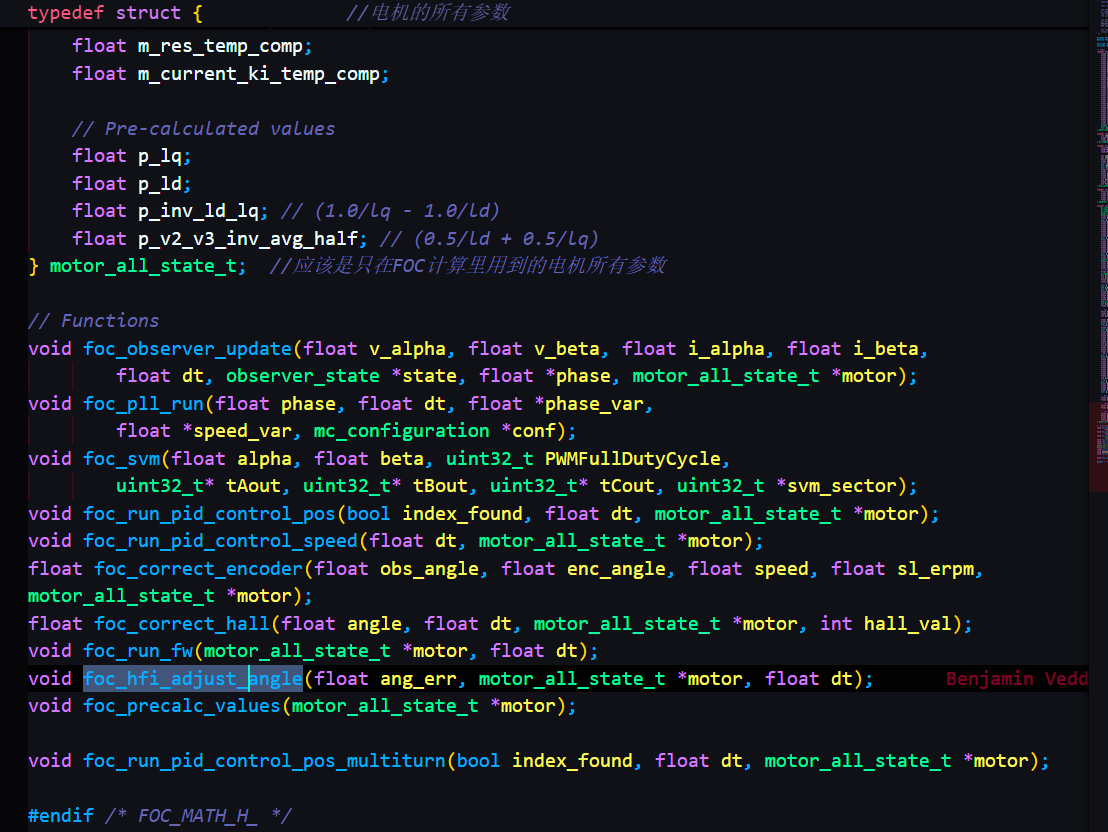 typedef struct {             //电机的所有参数
    float m_res_temp_comp;
    float m_current_ki_temp_comp;

    // Pre-calculated values
    float p_lq;
    float p_ld;
    float p_inv_ld_lq; // (1.0/lq - 1.0/ld)
    float p_v2_v3_inv_avg_half; // (0.5/ld + 0.5/lq)
} motor_all_state_t;  //应该是只在FOC计算里用到的电机所有参数

// Functions
void foc_observer_update(float v_alpha, float v_beta, float i_alpha, float i_beta,
        float dt, observer_state *state, float *phase, motor_all_state_t *motor);
void foc_pll_run(float phase, float dt, float *phase_var,
        float *speed_var, mc_configuration *conf);
void foc_svm(float alpha, float beta, uint32_t PWMFullDutyCycle,
        uint32_t* tAout, uint32_t* tBout, uint32_t* tCout, uint32_t *svm_sector);
void foc_run_pid_control_pos(bool index_found, float dt, motor_all_state_t *motor);
void foc_run_pid_control_speed(float dt, motor_all_state_t *motor);
float foc_correct_encoder(float obs_angle, float enc_angle, float speed, float sl_erpm,
motor_all_state_t *motor);
float foc_correct_hall(float angle, float dt, motor_all_state_t *motor, int hall_val);
void foc_run_fw(motor_all_state_t *motor, float dt);
void foc_hfi_adjust_angle(float ang_err, motor_all_state_t *motor, float dt);       Benjamin Vedd
void foc_precalc_values(motor_all_state_t *motor);

void foc_run_pid_control_pos_multiturn(bool index_found, float dt, motor_all_state_t *motor);

#endif /* FOC_MATH_H_ */